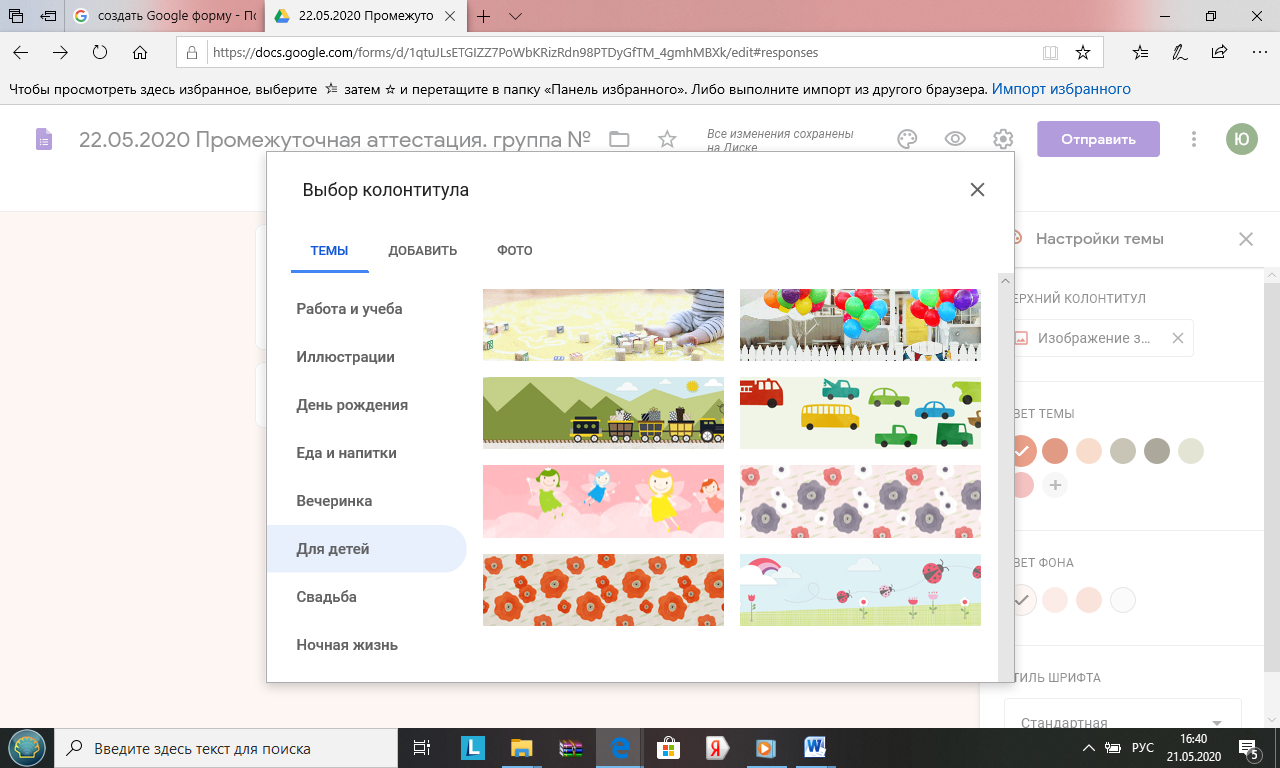 создать Google форму - По
22.05.2020 Промежуто
https://docs.google.com/forms/d/1qtuJLsETGIZZ7PoWbKRizRdn98PTDyGfTM_4gmhMBXk/edit#responses
Чтобы просмотреть здесь избранное, выберите затем ☆ и перетащите в папку «Панель избранного». Либо выполните импорт из другого браузера. Импорт избранного
22.05.2020 Промежуточная аттестация. группа №
Все изменения сохранены
на Диске
Отправить
Ю
Выбор колонтитула
ТЕМЫ ДОБАВИТЬ ФОТО
Работа и учеба
Иллюстрации
День рождения
Еда и напитки
Вечеринка
Для детей
Свадьба
Ночная жизнь
Настройки темы
ЕРХНИЙ КОЛОНТИТУЛ
Изображение з...
ВЕТ ТЕМЫ
ВЕТ ФОНА
ТИЛЬ ШРИФТА
Стандартная
Введите здесь текст для поиска
L
Я
W
РУС
16:40
21.05.2020
5